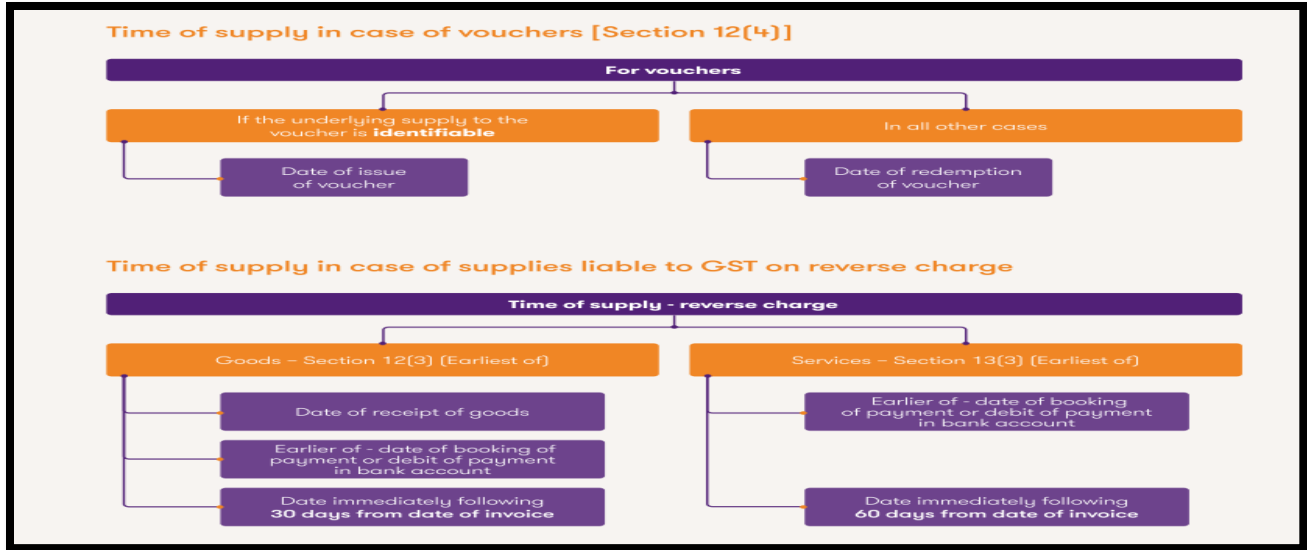 Time of supply in case of vouchers [Section 12(4)]
For vouchers
If the underlying supply to the
voucher is identifiable
In all other cases
Date of issue
of voucher
Date of redemption
of voucher
Time of supply in case of supplies liable to GST on reverse charge
Time of supply - reverse charge
Goods – Section 12(3) (Earliest of)
Services – Section 13(3) (Earliest of)
Date of receipt of goods
Earlier of - date of booking
of payment or debit of payment
in bank account
Earlier of - date of booking of
payment or debit of payment
in bank account
Date immediately following
30 days from date of invoice
Date immediately following
60 days from date of invoice